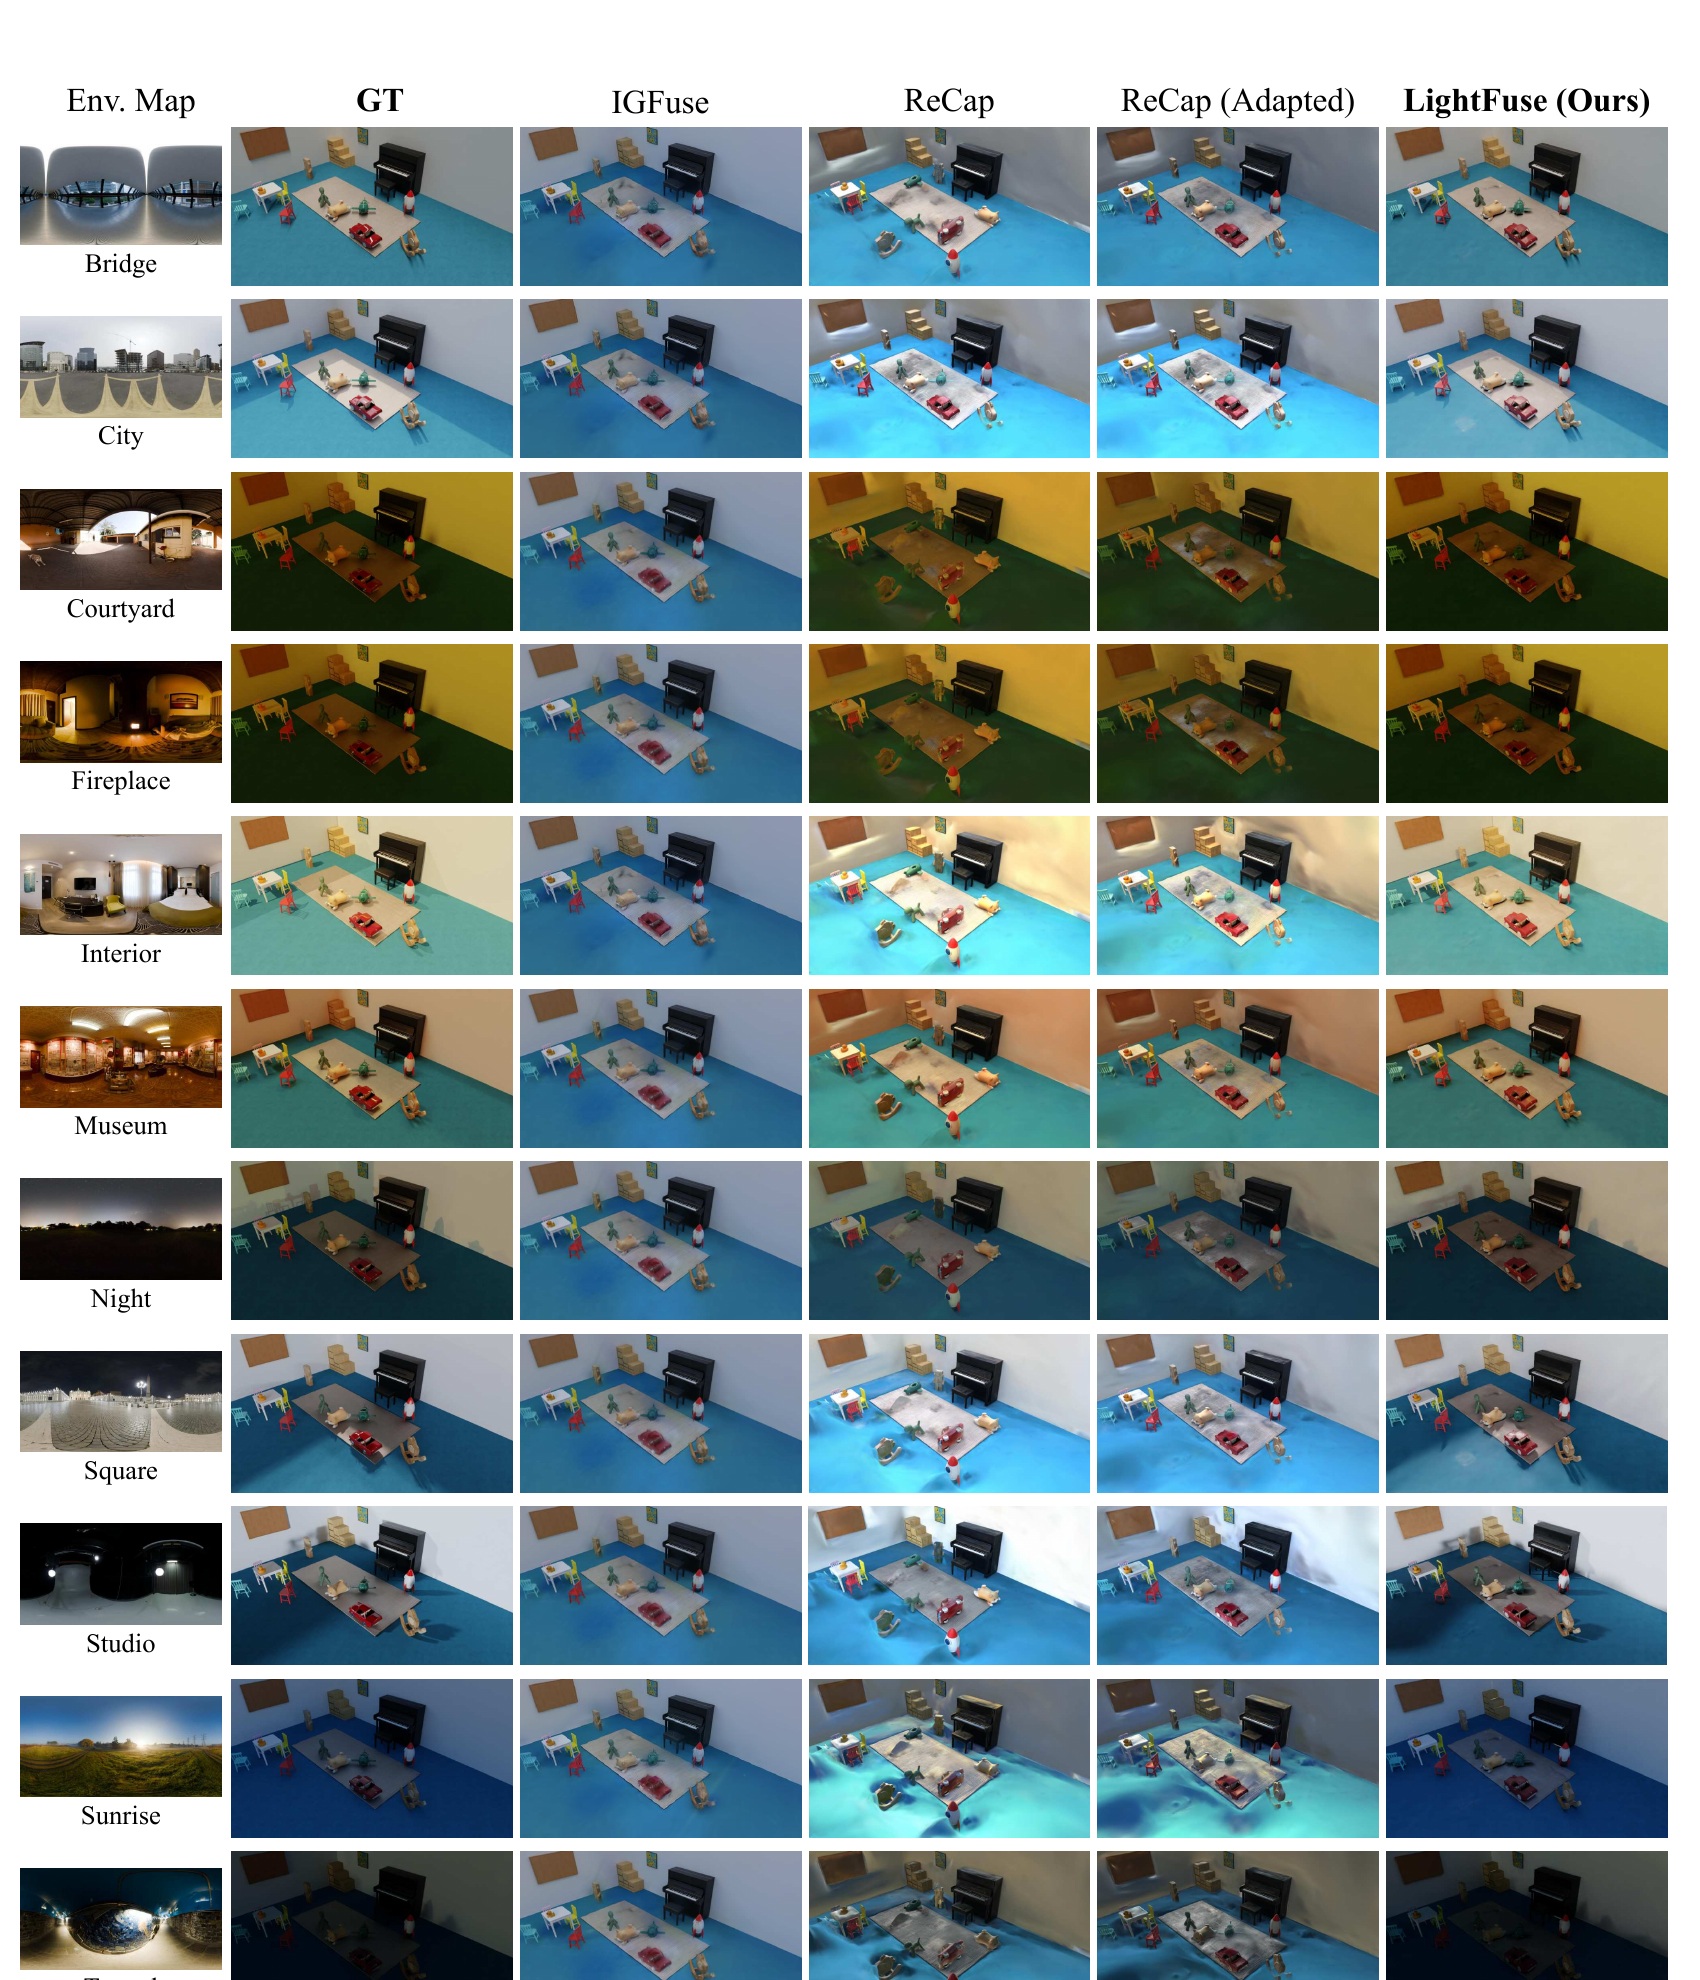 Env. Map GT IGFuse ReCap ReCap (Adapted) LightFuse (Ours)
Bridge
City
Courtyard
Fireplace
Interior
Museum
Night
Square
Studio
Sunrise